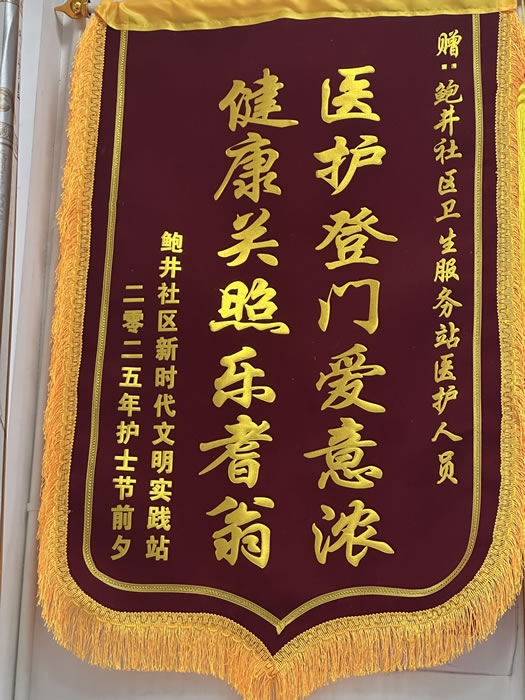 赠:鲍井社区卫生服务站医护人员
医护登门爱意浓
健康关照乐耆翁
鲍井社区新时代文明实践站
二零二五年护士节前夕